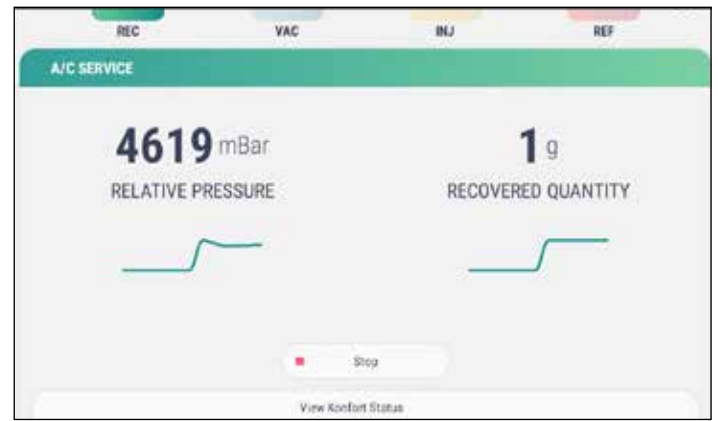 REC VAC INJ REF
A/C SERVICE
4619 mBar 1 g
RELATIVE PRESSURE RECOVERED QUANTITY
Stop
View Konfort Status